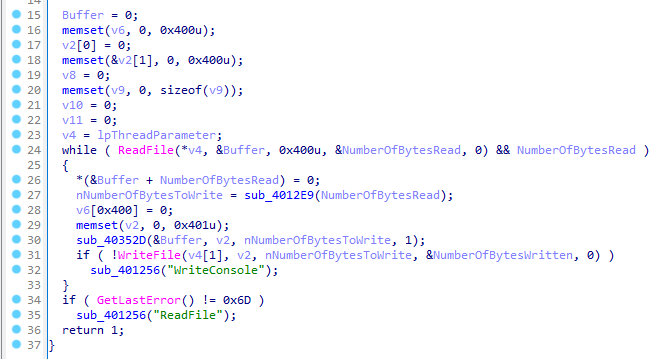 14
15 Buffer = 0;
16 memset(v6, 0, 0x400u);
17 v2[0] = 0;
18 memset(&v2[1], 0, 0x400u);
19 v8 = 0;
20 memset(v9, 0, sizeof(v9));
21 v10 = 0;
22 v11 = 0;
23 v4 = lpThreadParameter;
24 while ( ReadFile(*v4, &Buffer, 0x400u, &NumberOfBytesRead, 0) && NumberOfBytesRead )
25 {
26 *(&Buffer + NumberOfBytesRead) = 0;
27 nNumberOfBytesToWrite = sub_4012E9(NumberOfBytesRead);
28 v6[0x400] = 0;
29 memset(v2, 0, 0x401u);
30 sub_40352D(&Buffer, v2, nNumberOfBytesToWrite, 1);
31 if ( !WriteFile(v4[1], v2, nNumberOfBytesToWrite, &NumberOfBytesWritten, 0) )
32 sub_401256("WriteConsole");
33 }
34 if ( GetLastError() != 0x6D )
35 sub_401256("ReadFile");
36 return 1;
37 }